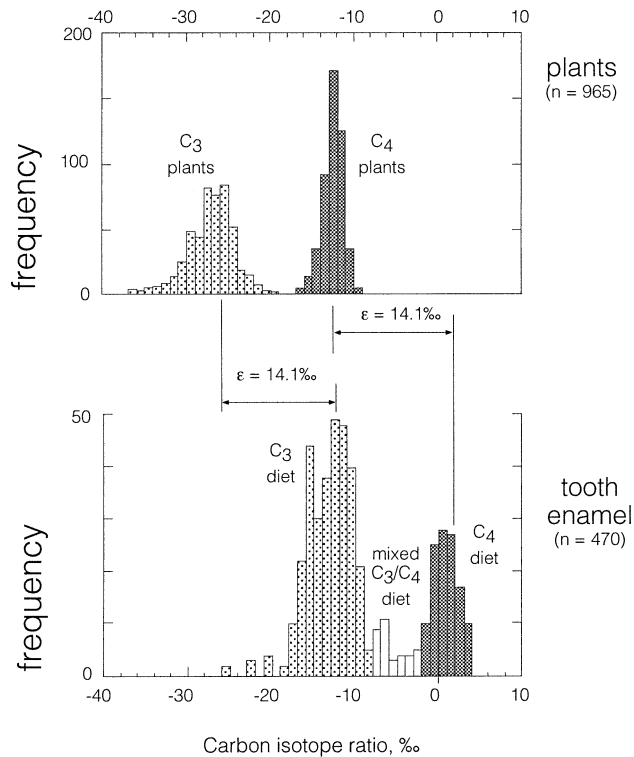 -40 -30 -20 -10 0 10
200
100
0
frequency
C3
plants
C4
plants
plants
(n = 965)
ε = 14.1‰
ε = 14.1‰
50
20
0
frequency
C3
diet
mixed
C3/C4
diet
C4
diet
tooth
enamel
(n = 470)
-40 -30 -20 -10 0 10
Carbon isotope ratio, ‰